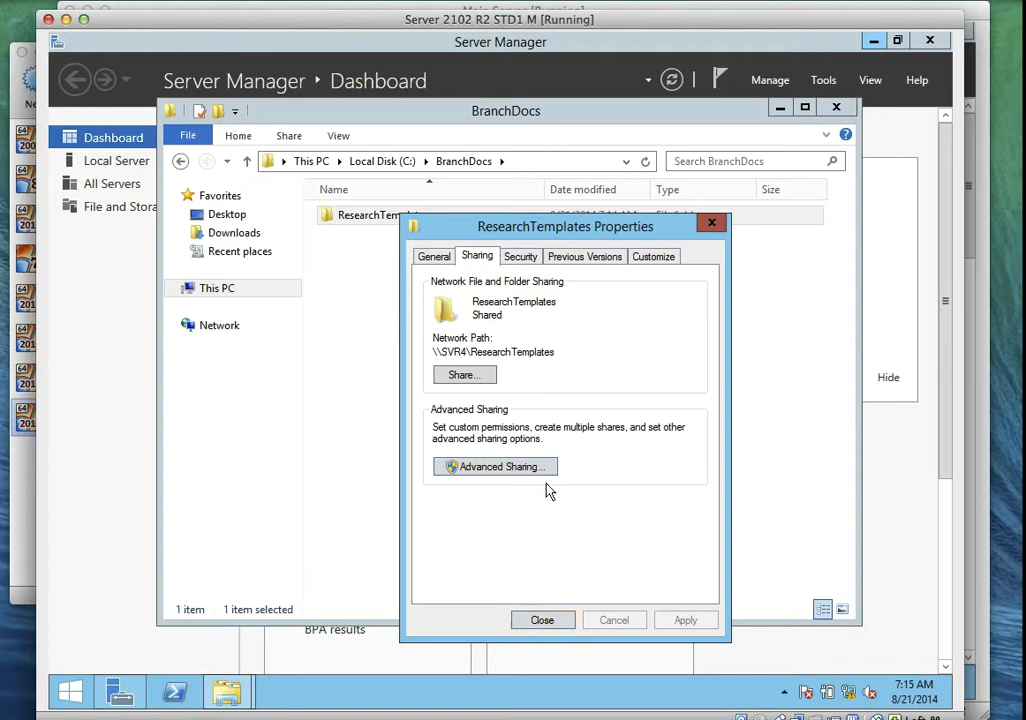 Server 2102 R2 STD1 M [Running]
Server Manager
Server Manager ‣ Dashboard
Manage
Tools
View
Help
Dashboard
Local Server
All Servers
File and Stora
BranchDocs
File
Home
Share
View
This PC
Local Disk (C:)
BranchDocs
Search BranchDocs
Name
Date modified
Type
Size
Favorites
Desktop
Downloads
Recent places
This PC
Network
ResearchTemplates Properties
General
Sharing
Security
Previous Versions
Customize
Network File and Folder Sharing
ResearchTemplates
Shared
Network Path:
\\SVR4\ResearchTemplates
Share...
Advanced Sharing
Set custom permissions, create multiple shares, and set other
advanced sharing options.
Advanced Sharing...
Close
Cancel
Apply
Hide
1 item
1 item selected
BPA results
7:15 AM
8/21/2014